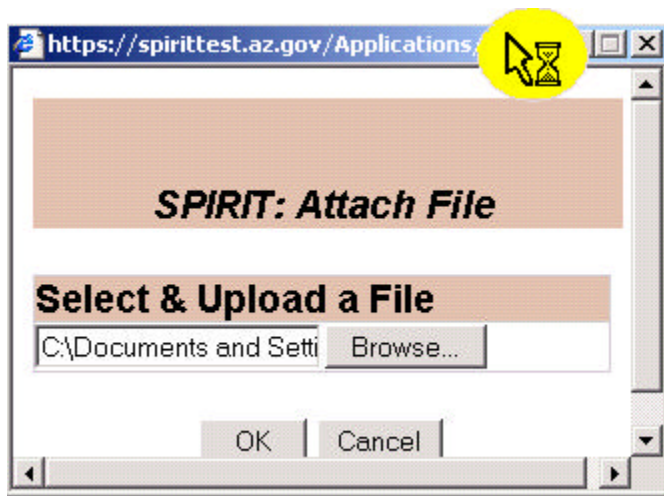 https://spirittest.az.gov/Applications/
SPIRIT: Attach File
Select & Upload a File
C:\Documents and Setti Browse...
OK Cancel